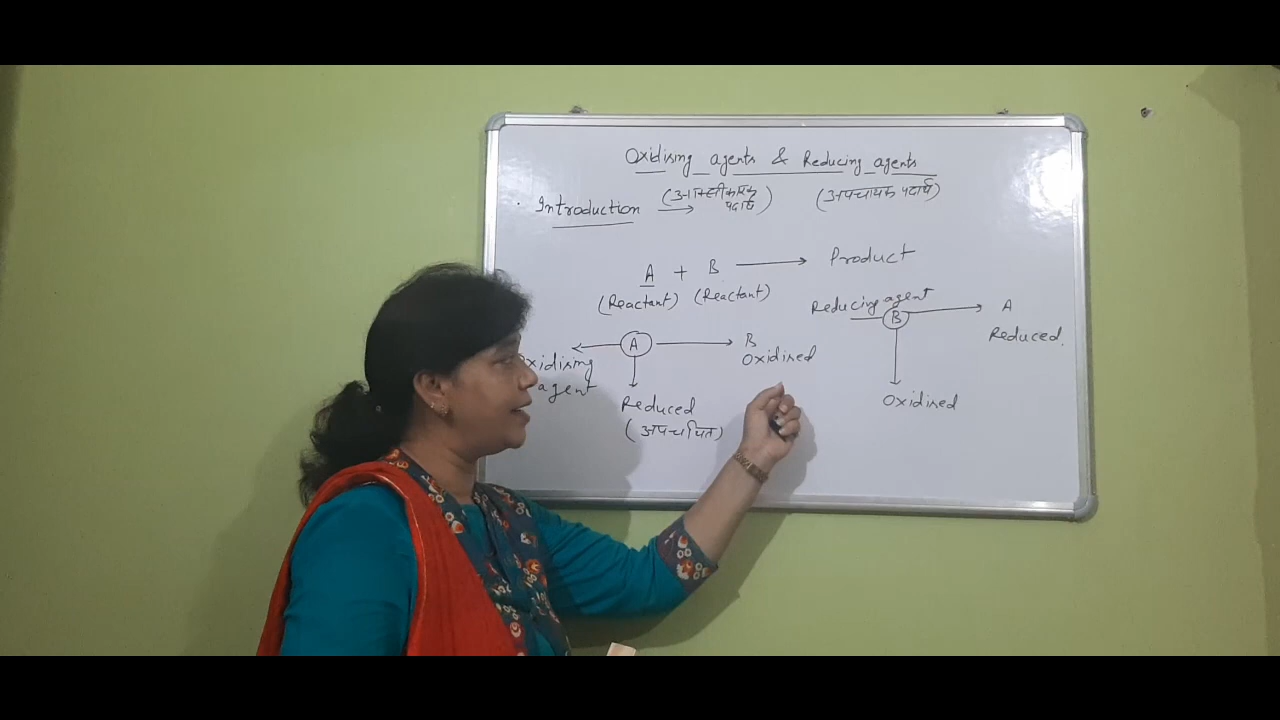 Oxidising agents & Reducing agents
(आक्सीकारक पदार्थ) (अपचायक पदार्थ)
Introduction
A + B → Product
(Reactant) (Reactant)
Reducing agent B → A
Reduced.
A → B
Oxidised
Oxidising
agent
Reduced
(अपचयित)
Oxidised